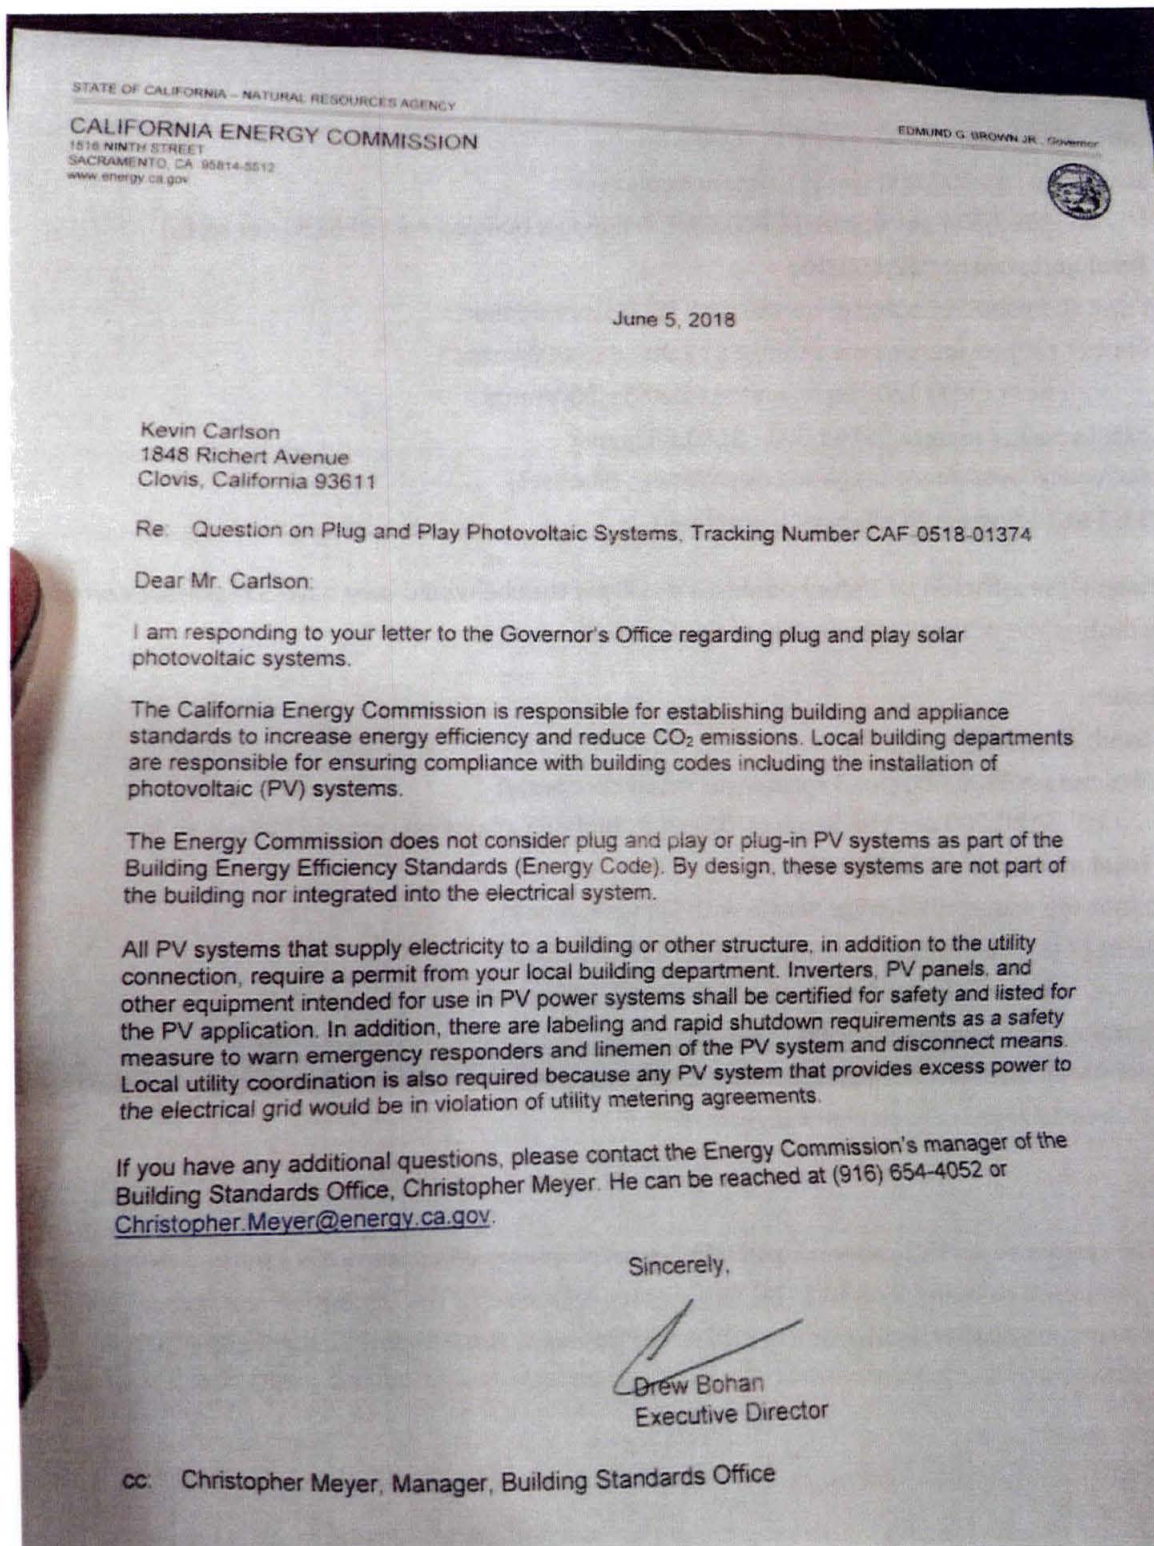 STATE OF CALIFORNIA – NATURAL RESOURCES AGENCY
EDMUND G. BROWN JR., Governor
CALIFORNIA ENERGY COMMISSION
1516 NINTH STREET
SACRAMENTO, CA 95814-5512
www.energy.ca.gov
June 5, 2018
Kevin Carlson
1848 Richert Avenue
Clovis, California 93611
Re: Question on Plug and Play Photovoltaic Systems, Tracking Number CAF-0518-01374
Dear Mr. Carlson:
I am responding to your letter to the Governor's Office regarding plug and play solar
photovoltaic systems.
The California Energy Commission is responsible for establishing building and appliance
standards to increase energy efficiency and reduce CO₂ emissions. Local building departments
are responsible for ensuring compliance with building codes including the installation of
photovoltaic (PV) systems.
The Energy Commission does not consider plug and play or plug-in PV systems as part of the
Building Energy Efficiency Standards (Energy Code). By design, these systems are not part of
the building nor integrated into the electrical system.
All PV systems that supply electricity to a building or other structure, in addition to the utility
connection, require a permit from your local building department. Inverters, PV panels, and
other equipment intended for use in PV power systems shall be certified for safety and listed for
the PV application. In addition, there are labeling and rapid shutdown requirements as a safety
measure to warn emergency responders and linemen of the PV system and disconnect means.
Local utility coordination is also required because any PV system that provides excess power to
the electrical grid would be in violation of utility metering agreements.
If you have any additional questions, please contact the Energy Commission's manager of the
Building Standards Office, Christopher Meyer. He can be reached at (916) 654-4052 or
Christopher.Meyer@energy.ca.gov.
Sincerely,
Drew Bohan
Executive Director
cc: Christopher Meyer, Manager, Building Standards Office